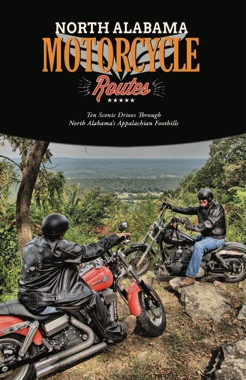 NORTH ALABAMA
MOTORCYCLE
Routes
Ten Scenic Drives Through
North Alabama's Appalachian Foothills